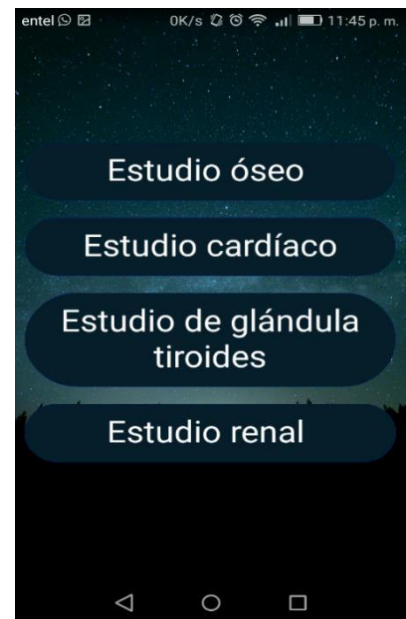 entel 0K/s 11:45 p. m.
Estudio óseo
Estudio cardíaco
Estudio de glándula
tiroides
Estudio renal